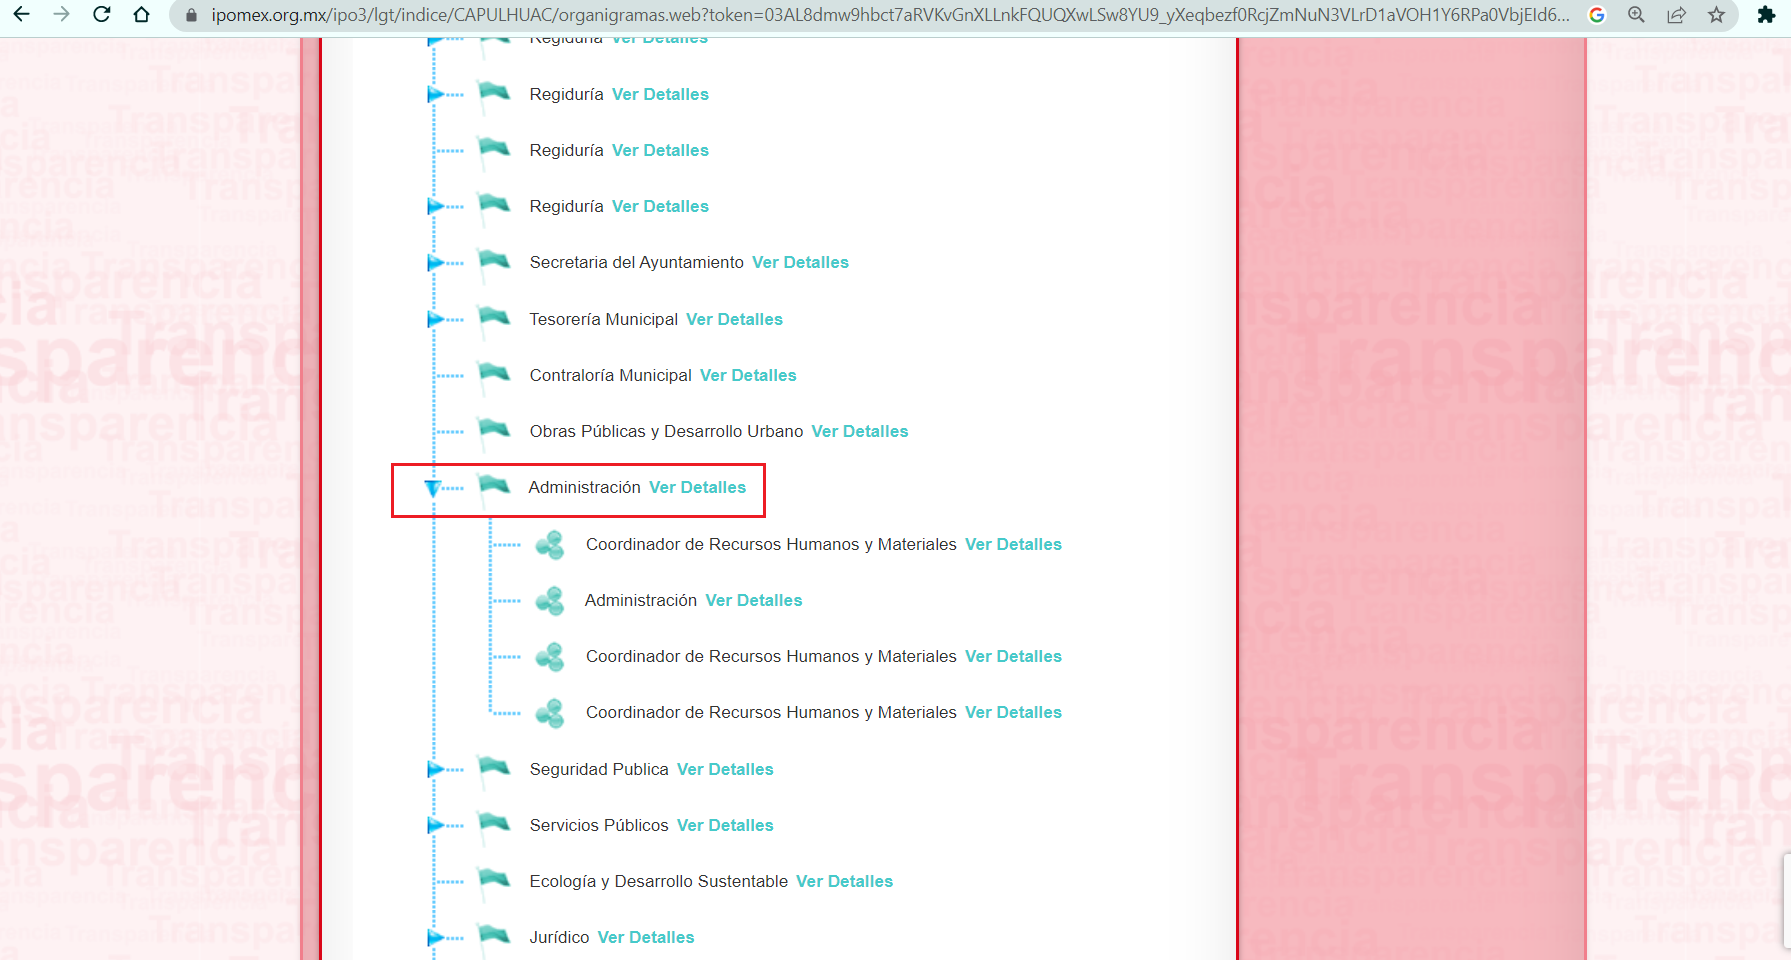 ipomex.org.mx/ipo3/lgt/indice/CAPULHUAC/organigramas.web?token=03AL8dmw9hbct7aRVKvGnXLLnkFQUQXwLSw8YU9_yXeqbezf0RcjZmNuN3VLrD1aVOH1Y6RPa0VbjEId6...
Regiduría Ver Detalles
Regiduría Ver Detalles
Regiduría Ver Detalles
Regiduría Ver Detalles
Secretaria del Ayuntamiento Ver Detalles
Tesorería Municipal Ver Detalles
Contraloría Municipal Ver Detalles
Obras Públicas y Desarrollo Urbano Ver Detalles
Administración Ver Detalles
Coordinador de Recursos Humanos y Materiales Ver Detalles
Administración Ver Detalles
Coordinador de Recursos Humanos y Materiales Ver Detalles
Coordinador de Recursos Humanos y Materiales Ver Detalles
Seguridad Publica Ver Detalles
Servicios Públicos Ver Detalles
Ecología y Desarrollo Sustentable Ver Detalles
Jurídico Ver Detalles